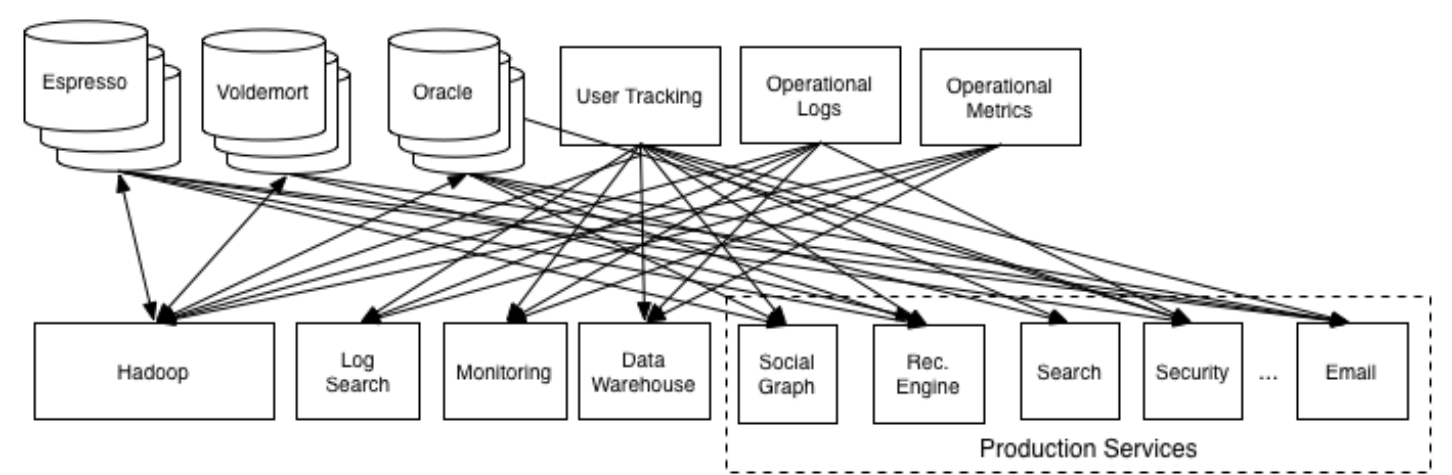 Espresso
Voldemort
Oracle
User Tracking
Operational
Logs
Operational
Metrics
Hadoop
Log
Search
Monitoring
Data
Warehouse
Social
Graph
Rec.
Engine
Search
Security
...
Email
Production Services